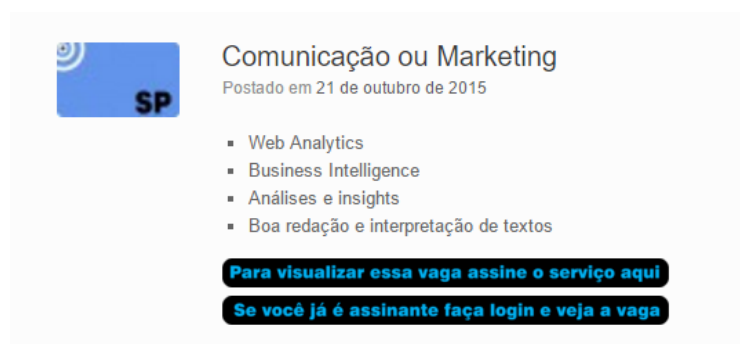 SP
Comunicação ou Marketing
Postado em 21 de outubro de 2015
Web Analytics
Business Intelligence
Análises e insights
Boa redação e interpretação de textos
Para visualizar essa vaga assine o serviço aqui
Se você já é assinante faça login e veja a vaga